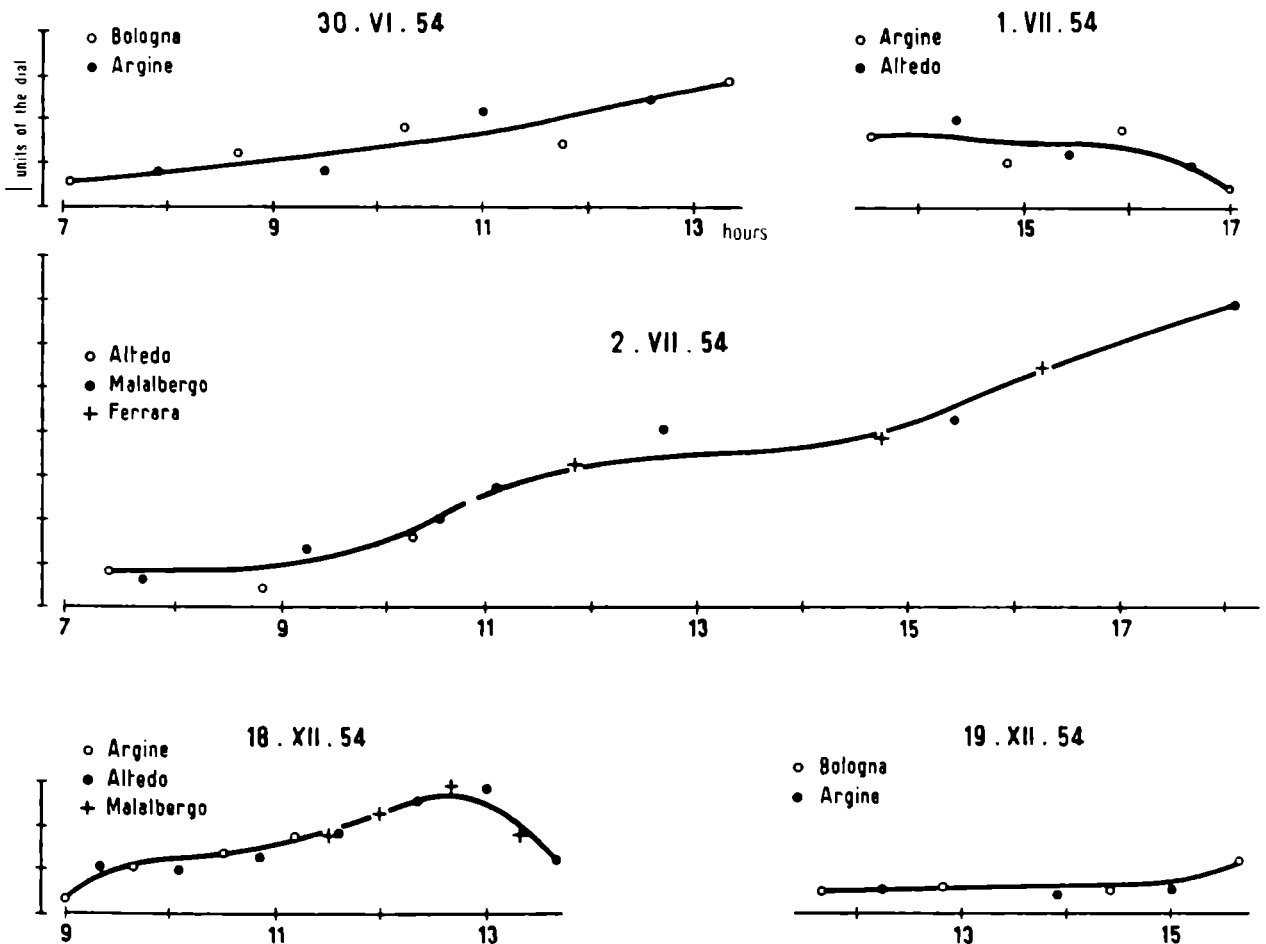 30 . VI . 54
Bologna
Argine
units of the dial
7 9 11 13 hours
1 . VII . 54
Argine
Altedo
15 17
2 . VII . 54
Altedo
Malalbergo
Ferrara
7 9 11 13 15 17
18 . XII . 54
Argine
Altedo
Malalbergo
9 11 13
19 . XII . 54
Bologna
Argine
13 15